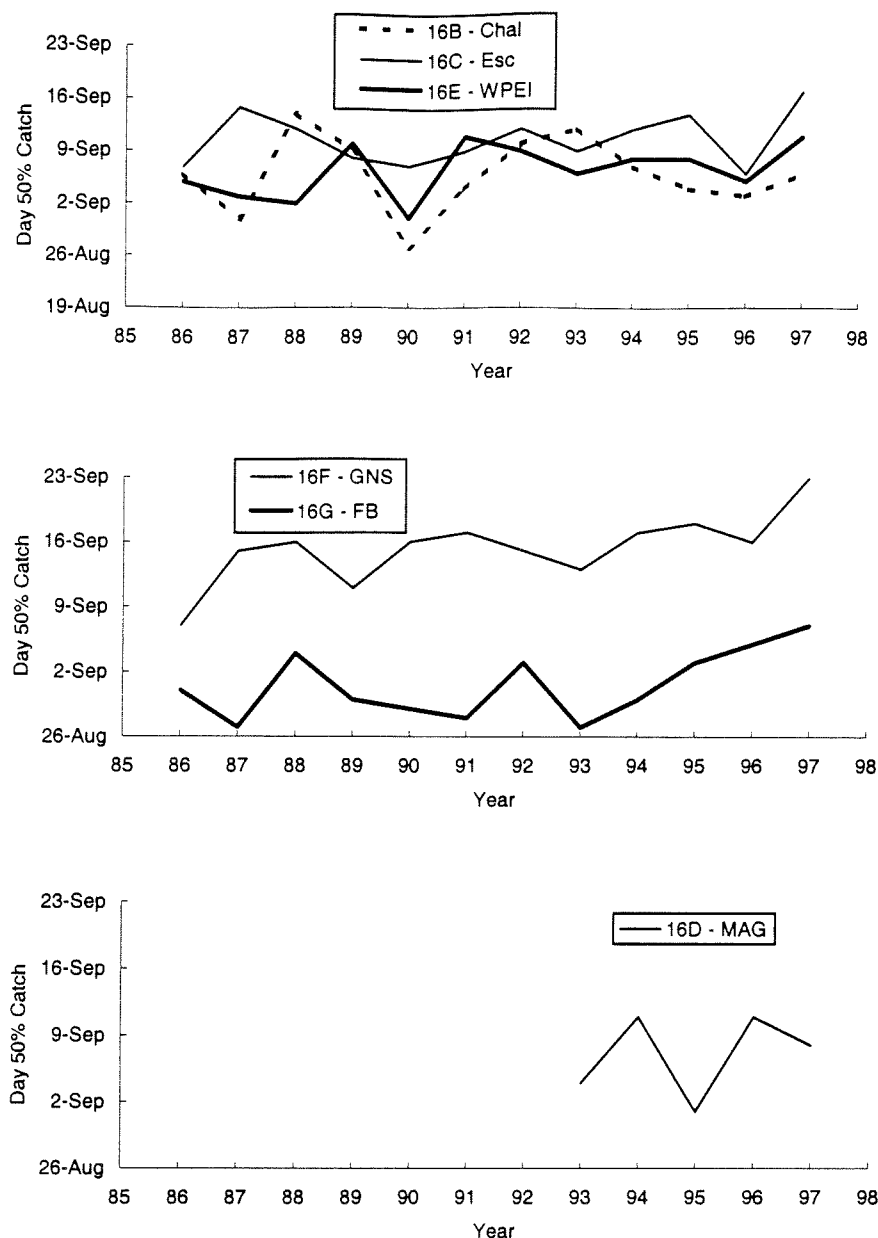 16B - Chal
16C - Esc
16E - WPEI
23-Sep
16-Sep
9-Sep
2-Sep
26-Aug
19-Aug
Day 50% Catch
85 86 87 88 89 90 91 92 93 94 95 96 97 98
Year
16F - GNS
16G - FB
23-Sep
16-Sep
9-Sep
2-Sep
26-Aug
Day 50% Catch
85 86 87 88 89 90 91 92 93 94 95 96 97 98
Year
16D - MAG
23-Sep
16-Sep
9-Sep
2-Sep
26-Aug
Day 50% Catch
85 86 87 88 89 90 91 92 93 94 95 96 97 98
Year